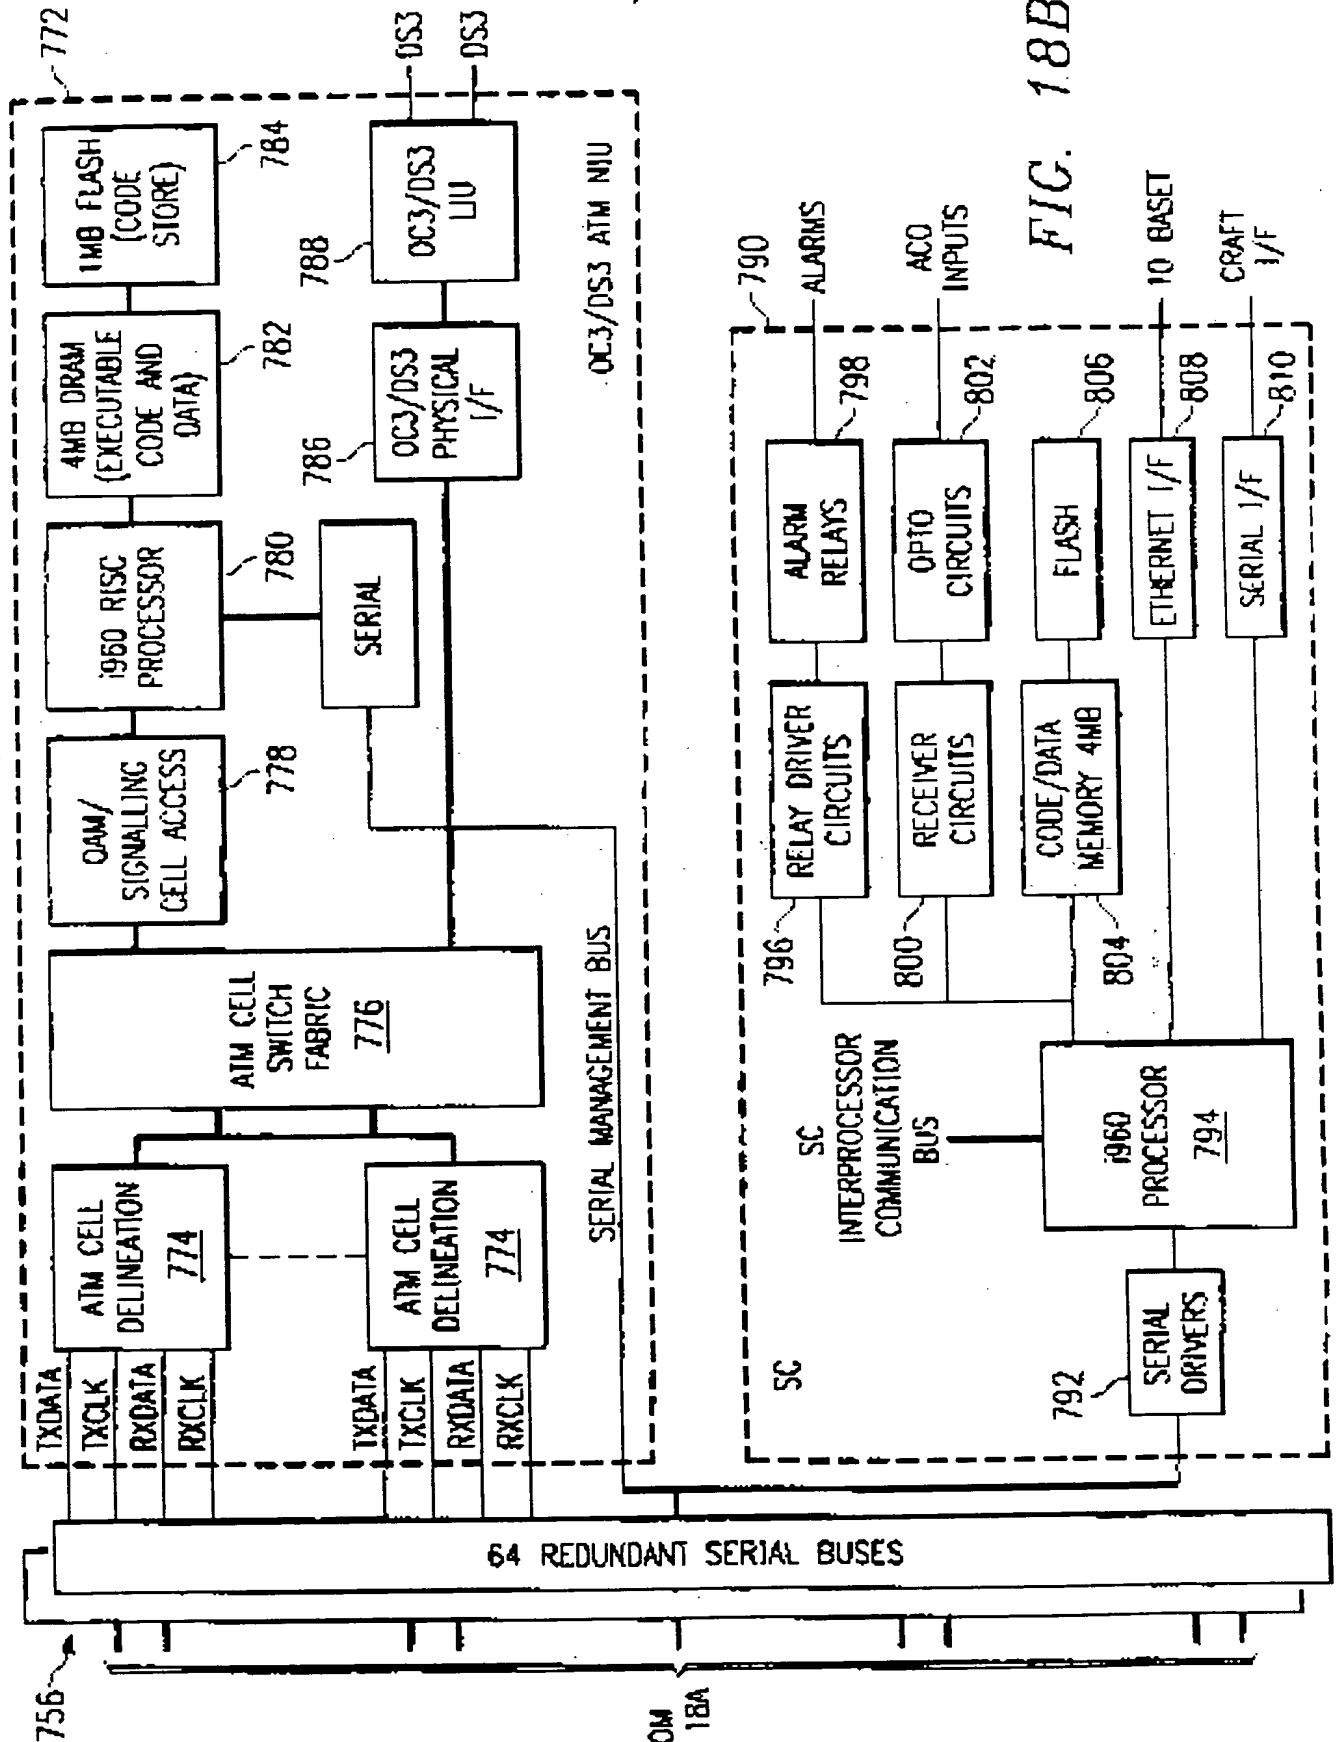 772
1MB FLASH
(CODE
STORE)
784
4MB DRAM
(EXECUTABLE
CODE AND
DATA)
782
i960 RISC
PROCESSOR
780
OAM/
SIGNALLING
CELL ACCESS
778
SERIAL
OC3/DS3
LIU
788
DS3
DS3
OC3/DS3
PHYSICAL
I/F
786
OC3/DS3 ATM NIU
ATM CELL
SWITCH
FABRIC
776
ATM CELL
DELINEATION
774
ATM CELL
DELINEATION
774
TXDATA
TXCLK
RXDATA
RXCLK
TXDATA
TXCLK
RXDATA
RXCLK
SERIAL MANAGEMENT BUS
64 REDUNDANT SERIAL BUSES
756
18A
790
SC
SC
INTERPROCESSOR
COMMUNICATION
BUS
SERIAL
DRIVERS
792
i960
PROCESSOR
794
RELAY DRIVER
CIRCUITS
796
ALARM
RELAYS
798
ALARMS
RECEIVER
CIRCUITS
800
OPTO
CIRCUITS
802
ACO
INPUTS
CODE/DATA
MEMORY 4MB
804
FLASH
806
ETHERNET I/F
808
10 BASET
SERIAL I/F
810
CRAFT
I/F
FIG. 18B